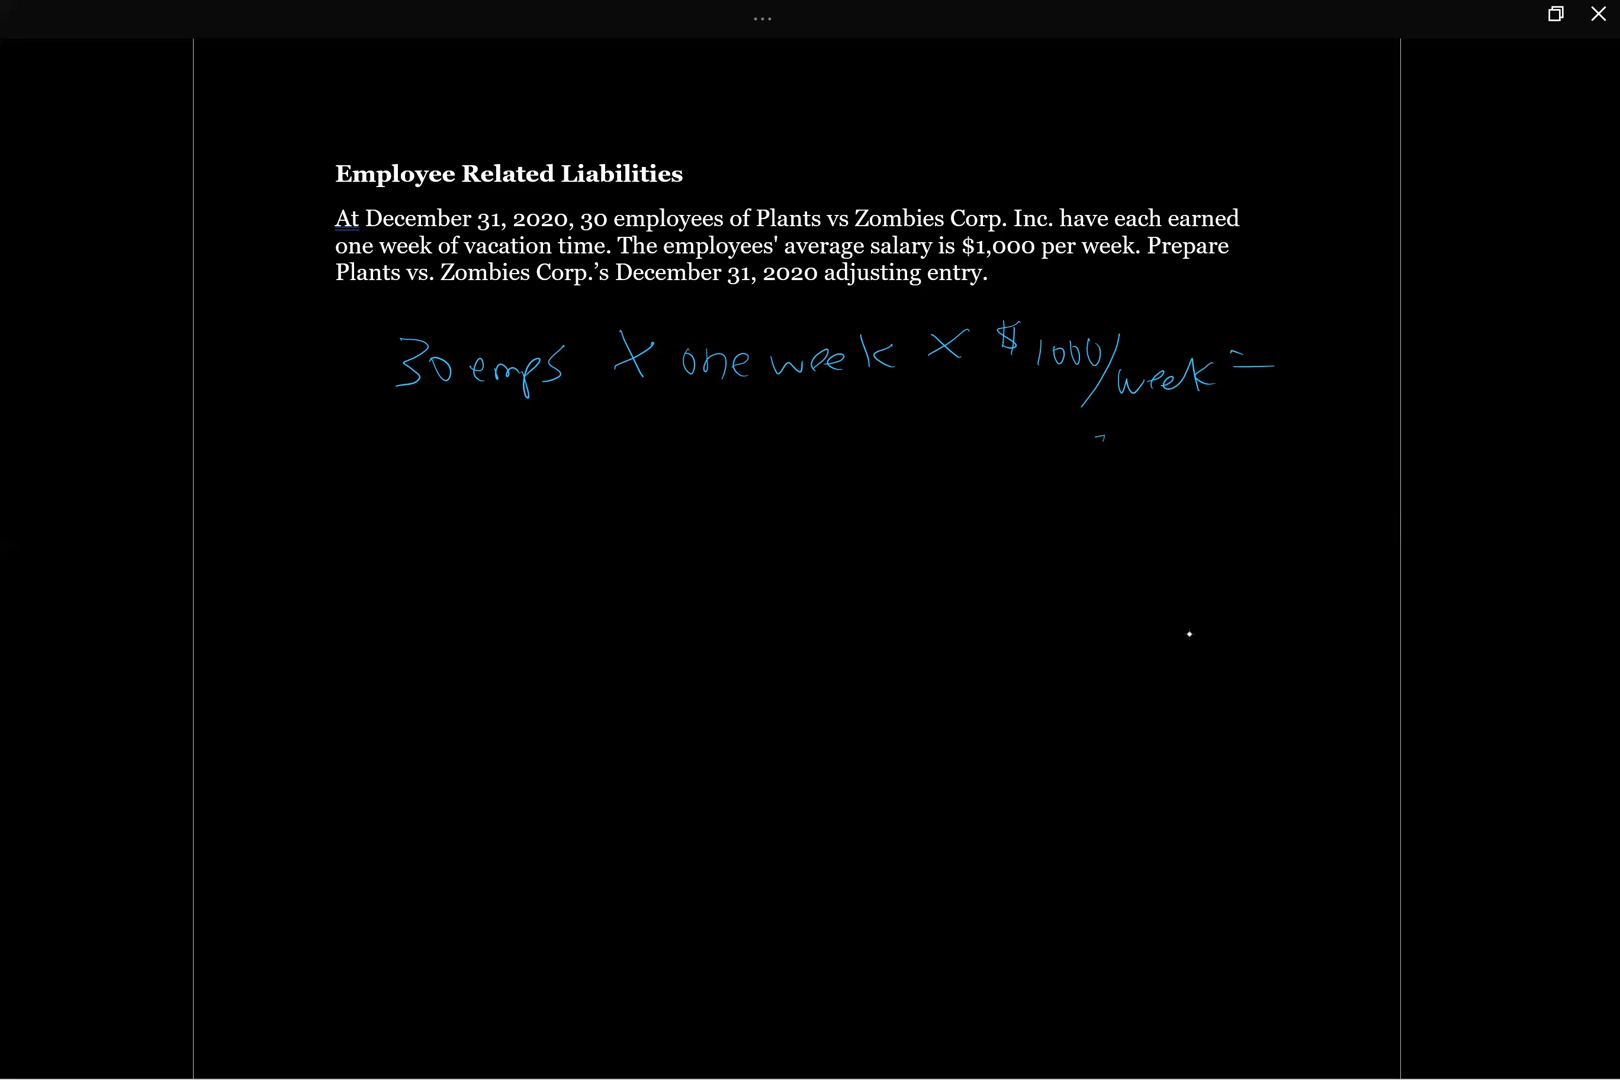 Employee Related Liabilities
At December 31, 2020, 30 employees of Plants vs Zombies Corp. Inc. have each earned
one week of vacation time. The employees' average salary is $1,000 per week. Prepare
Plants vs. Zombies Corp.’s December 31, 2020 adjusting entry.
30 emps X one week X $1000/week =